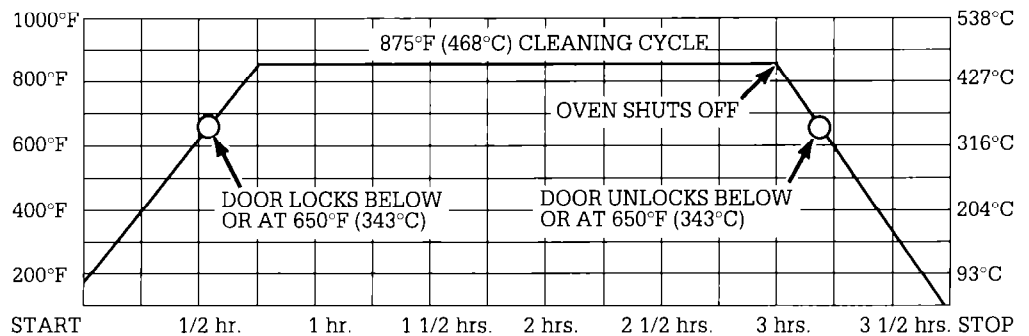 1000°F
538°C
875°F (468°C) CLEANING CYCLE
800°F
427°C
OVEN SHUTS OFF
600°F
316°C
DOOR LOCKS BELOW
OR AT 650°F (343°C)
DOOR UNLOCKS BELOW
OR AT 650°F (343°C)
400°F
204°C
200°F
93°C
START 1/2 hr. 1 hr. 1 1/2 hrs. 2 hrs. 2 1/2 hrs. 3 hrs. 3 1/2 hrs. STOP